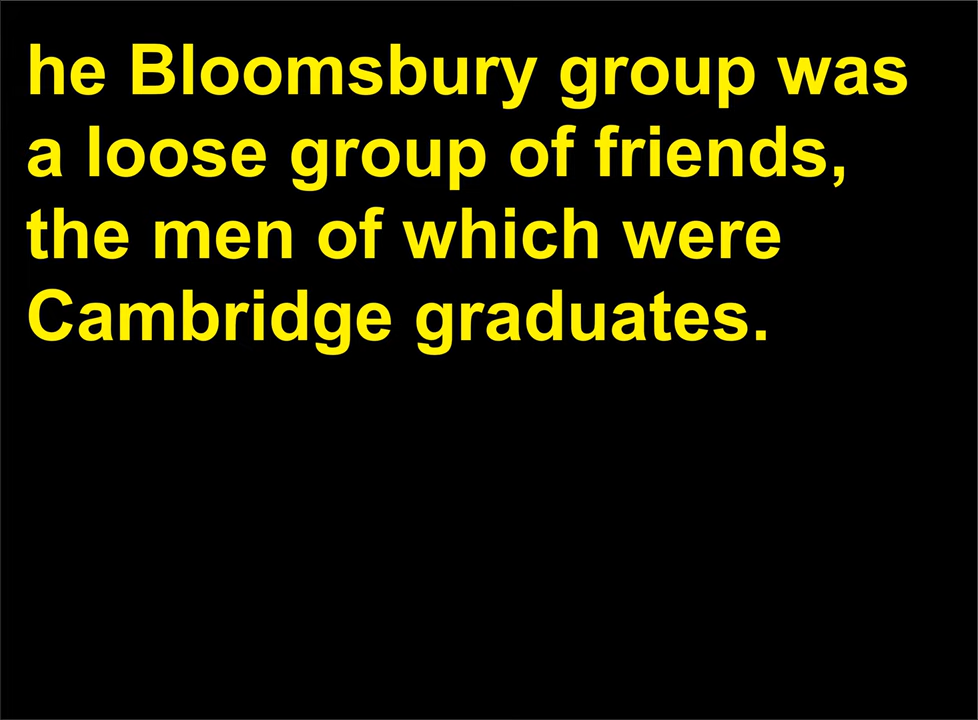 he Bloomsbury group was
a loose group of friends,
the men of which were
Cambridge graduates.